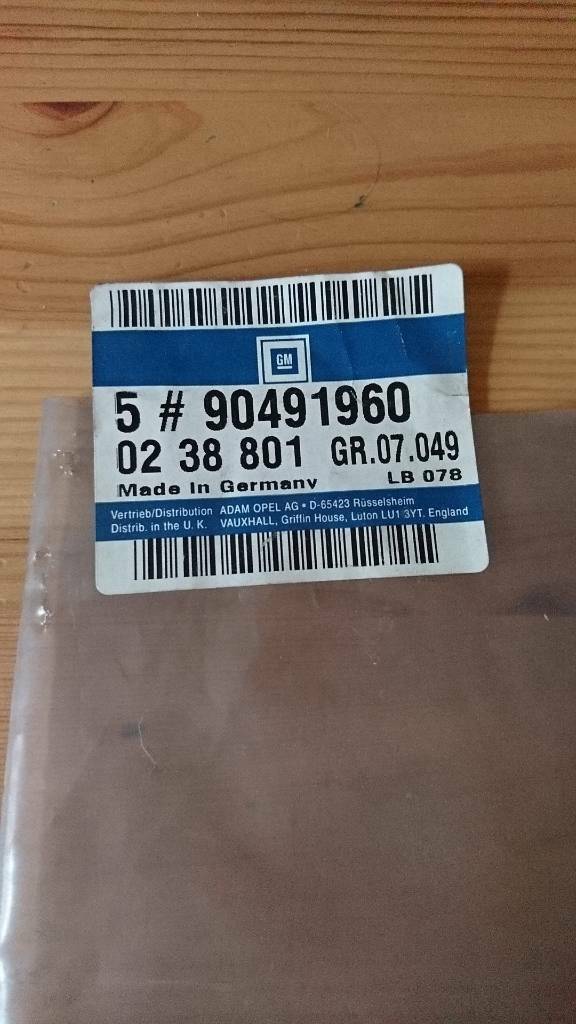 GM
5 # 90491960
02 38 801 GR.07.049
Made in Germany LB 078
Vertrieb/Distribution ADAM OPEL AG • D-65423 Rüsselsheim
Distrib. in the U. K. VAUXHALL, Griffin House, Luton LU1 3YT. England